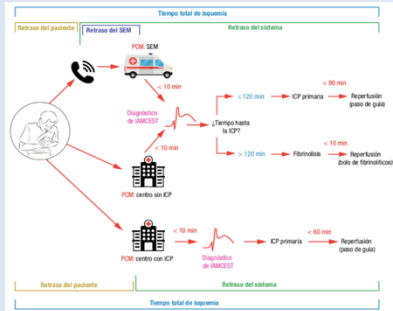 Tiempo total de isquemia
Retraso del paciente
Retraso del SEM
Retraso del sistema
PCM: SEM
< 10 min
Diagnóstico
de IAMCEST
< 10 min
¿Tiempo hasta
la ICP?
≤ 120 min
ICP primaria
< 90 min
Reperfusión
(paso de guía)
> 120 min
Fibrinolisis
< 10 min
Reperfusión
(bolo de fibrinolíticos)
PCM: centro sin ICP
< 10 min
Diagnóstico
de IAMCEST
ICP primaria
< 60 min
Reperfusión
(paso de guía)
PCM: centro con ICP
Retraso del paciente
Retraso del sistema
Tiempo total de isquemia